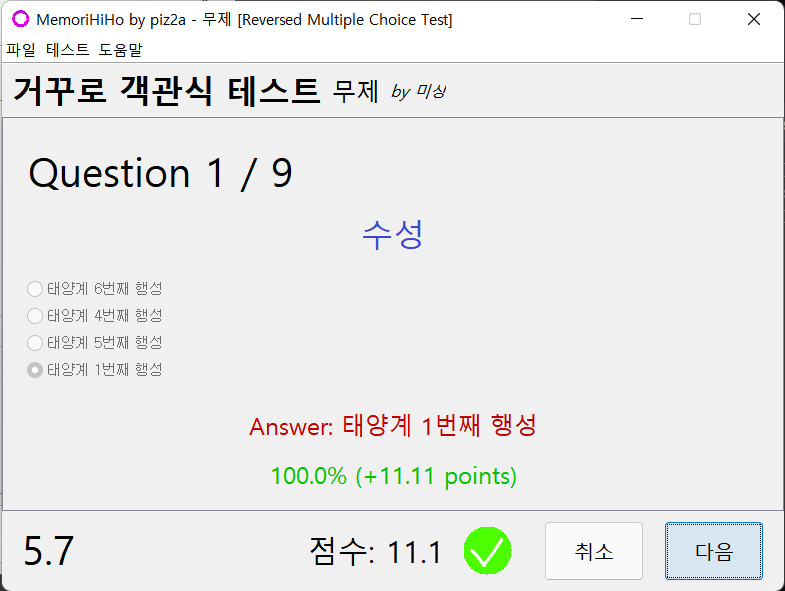 MemoriHiHo by piz2a - 무제 [Reversed Multiple Choice Test]
파일 테스트 도움말
거꾸로 객관식 테스트 무제 by 미상
Question 1 / 9
수성
태양계 6번째 행성
태양계 4번째 행성
태양계 5번째 행성
태양계 1번째 행성
Answer: 태양계 1번째 행성
100.0% (+11.11 points)
5.7 점수: 11.1 취소 다음